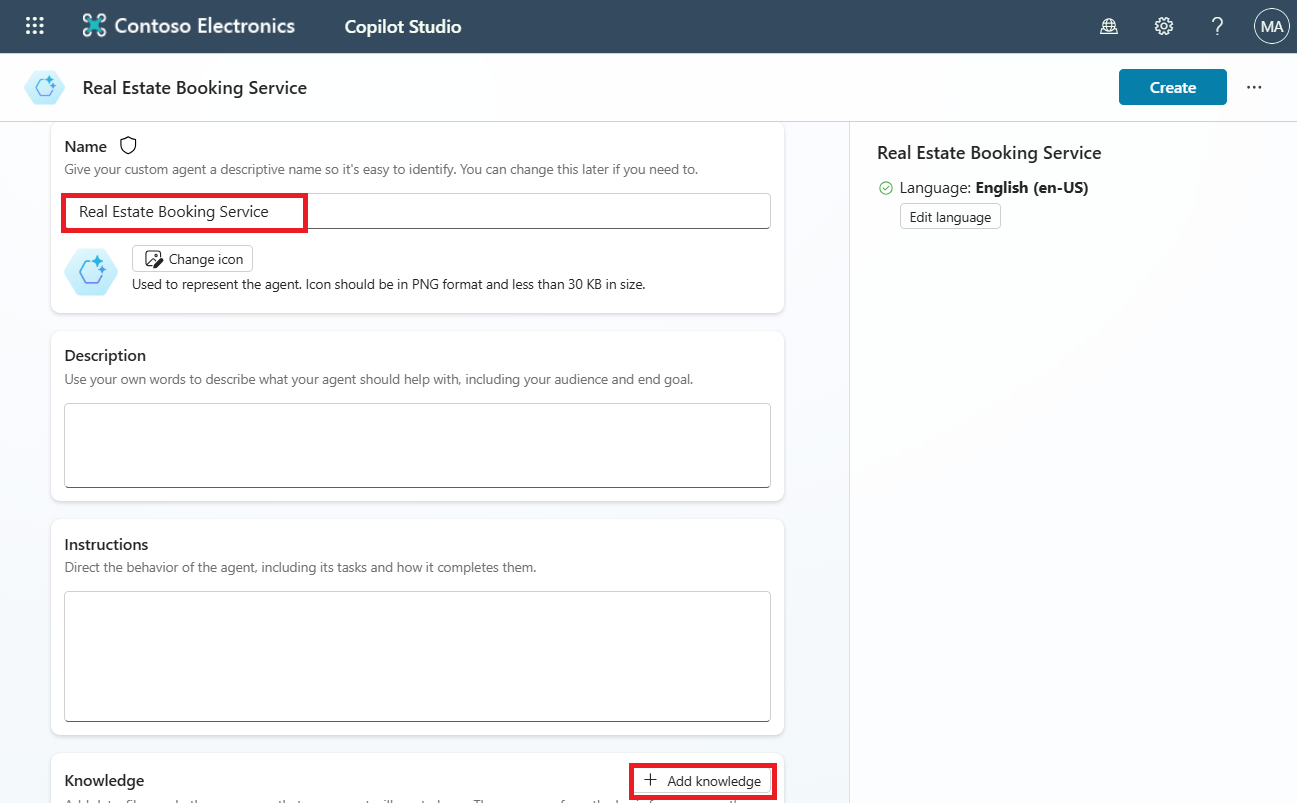 Contoso Electronics Copilot Studio ? MA
Real Estate Booking Service Create ...
Name
Give your custom agent a descriptive name so it's easy to identify. You can change this later if you need to.
Real Estate Booking Service
Change icon
Used to represent the agent. Icon should be in PNG format and less than 30 KB in size.
Description
Use your own words to describe what your agent should help with, including your audience and end goal.
Instructions
Direct the behavior of the agent, including its tasks and how it completes them.
Knowledge
+ Add knowledge
Real Estate Booking Service
Language: English (en-US)
Edit language